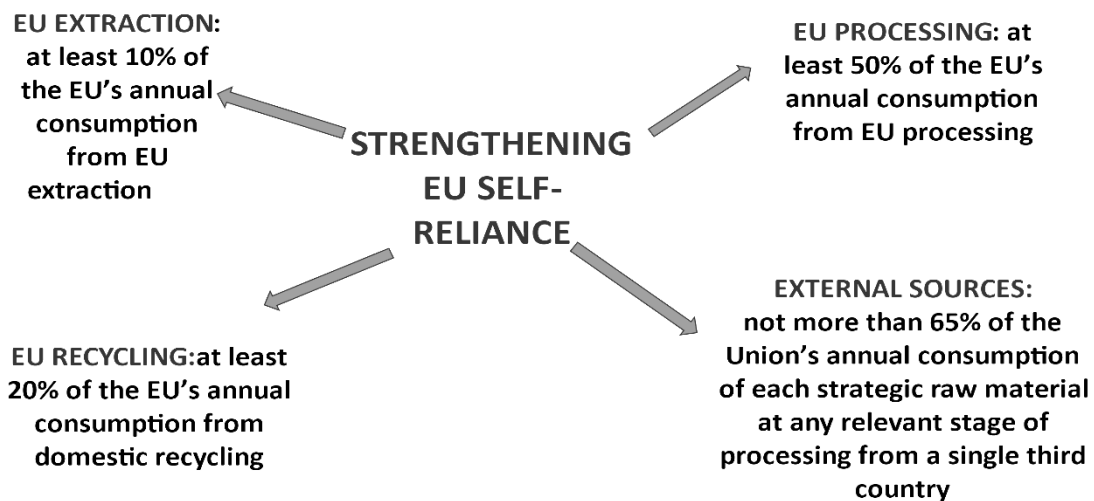 EU EXTRACTION:
at least 10% of
the EU’s annual
consumption
from EU
extraction
EU PROCESSING: at
least 50% of the EU’s
annual consumption
from EU processing
STRENGTHENING
EU SELF-
RELIANCE
EU RECYCLING:at least
20% of the EU’s annual
consumption from
domestic recycling
EXTERNAL SOURCES:
not more than 65% of the
Union’s annual consumption
of each strategic raw material
at any relevant stage of
processing from a single third
country